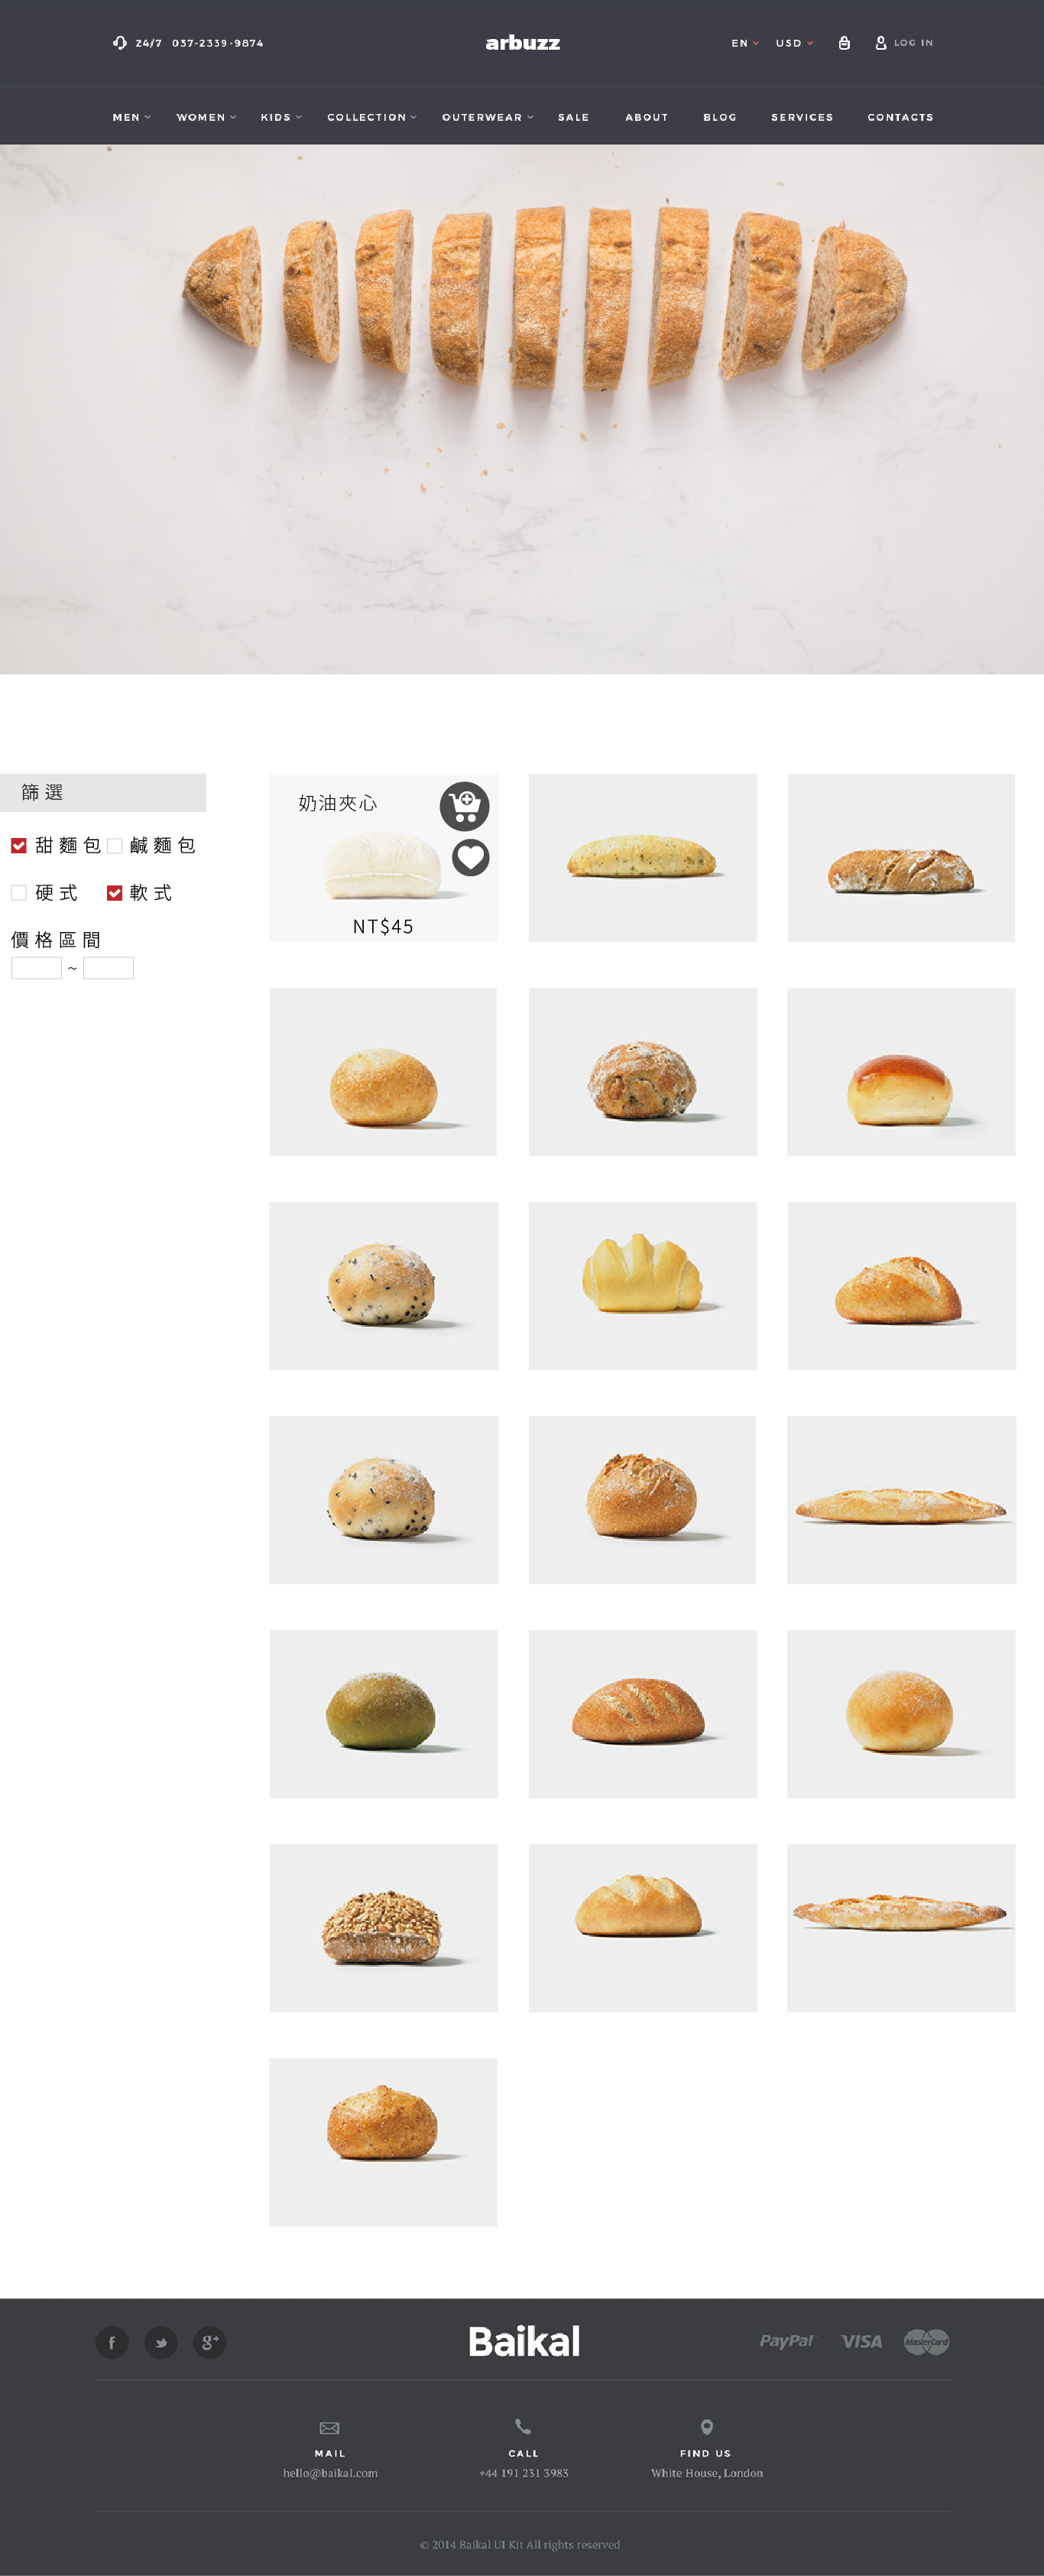 24/7 037-2339-9874
arbuzz
EN USD LOG IN
MEN WOMEN KIDS COLLECTION OUTERWEAR SALE ABOUT BLOG SERVICES CONTACTS
篩選
甜麵包 鹹麵包
硬式 軟式
價格區間
~
奶油夾心
NT$45
f g+ Baikal PayPal VISA MasterCard
MAIL CALL FIND US
hello@baikal.com +44 191 231 3983 White House, London
© 2014 Baikal UI Kit All rights reserved